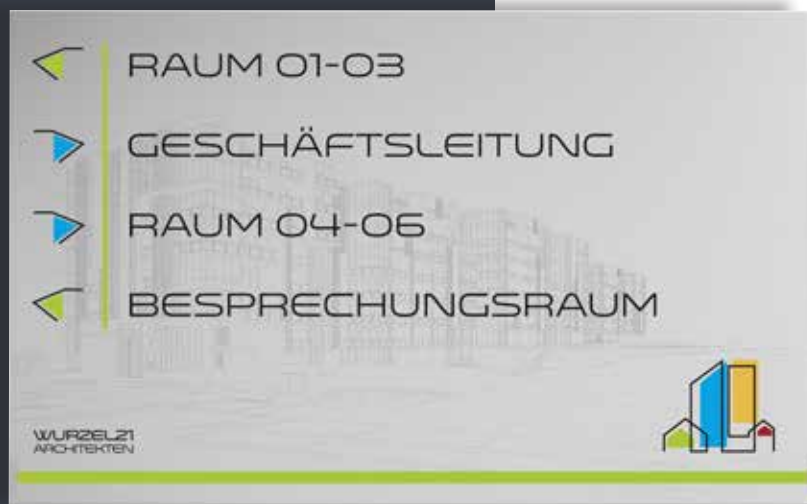 RAUM 01-03
GESCHÄFTSLEITUNG
RAUM 04-06
BESPRECHUNGSRAUM
WURZEL21
ARCHITEKTEN